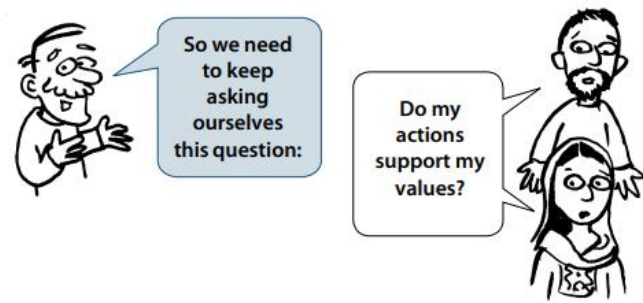 So we need
to keep
asking
ourselves
this question:
Do my
actions
support my
values?